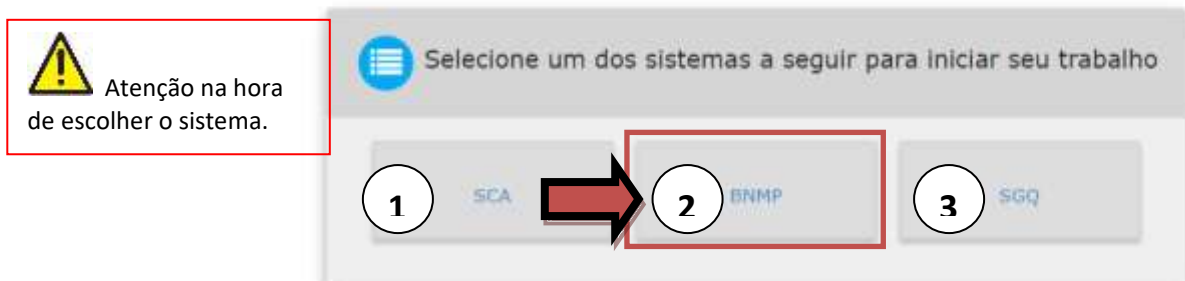 Atenção na hora
de escolher o sistema.
Selecione um dos sistemas a seguir para iniciar seu trabalho
1 SCA
2 BNMP
3 SGQ